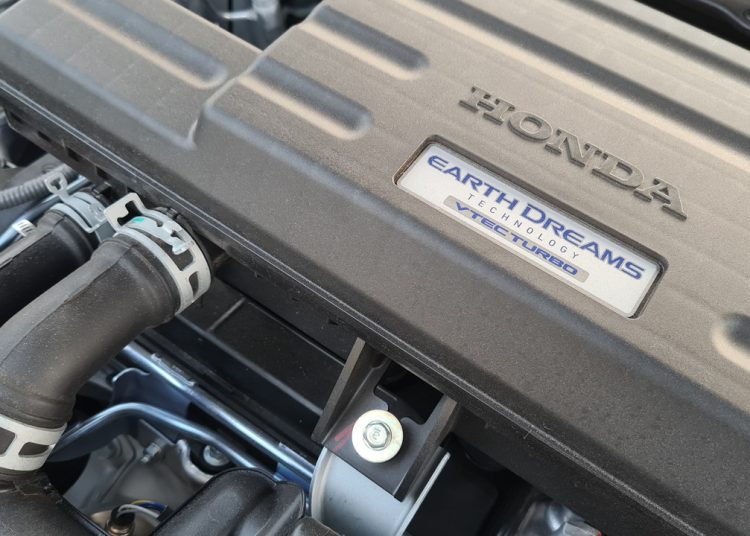 HONDA
EARTH DREAMS
TECHNOLOGY
VTEC TURBO